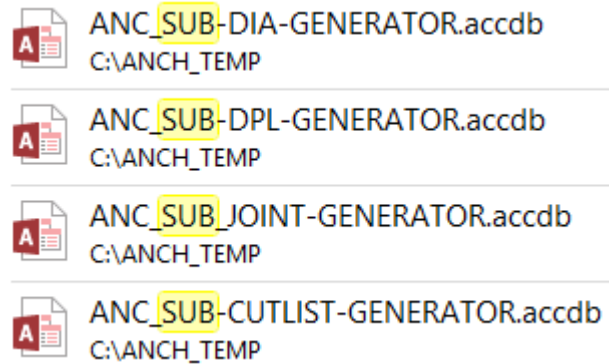 ANC_SUB-DIA-GENERATOR.accdb
C:\ANCH_TEMP
ANC_SUB-DPL-GENERATOR.accdb
C:\ANCH_TEMP
ANC_SUB_JOINT-GENERATOR.accdb
C:\ANCH_TEMP
ANC_SUB-CUTLIST-GENERATOR.accdb
C:\ANCH_TEMP